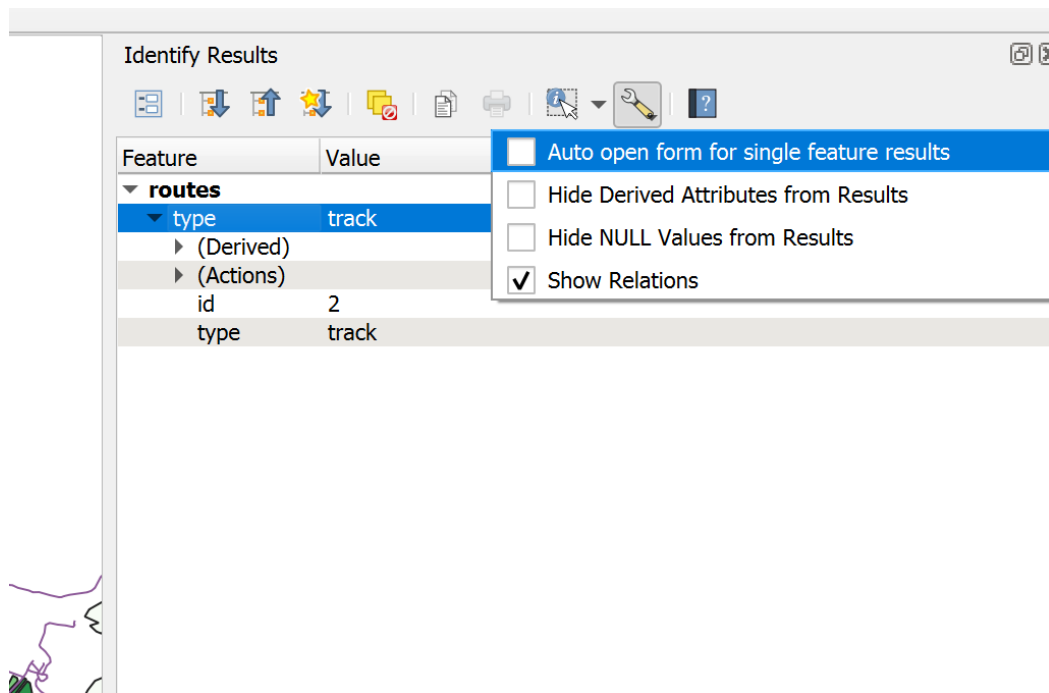 Identify Results
?
Feature Value
Auto open form for single feature results
routes
Hide Derived Attributes from Results
type track
Hide NULL Values from Results
(Derived)
Show Relations
(Actions)
id 2
type track